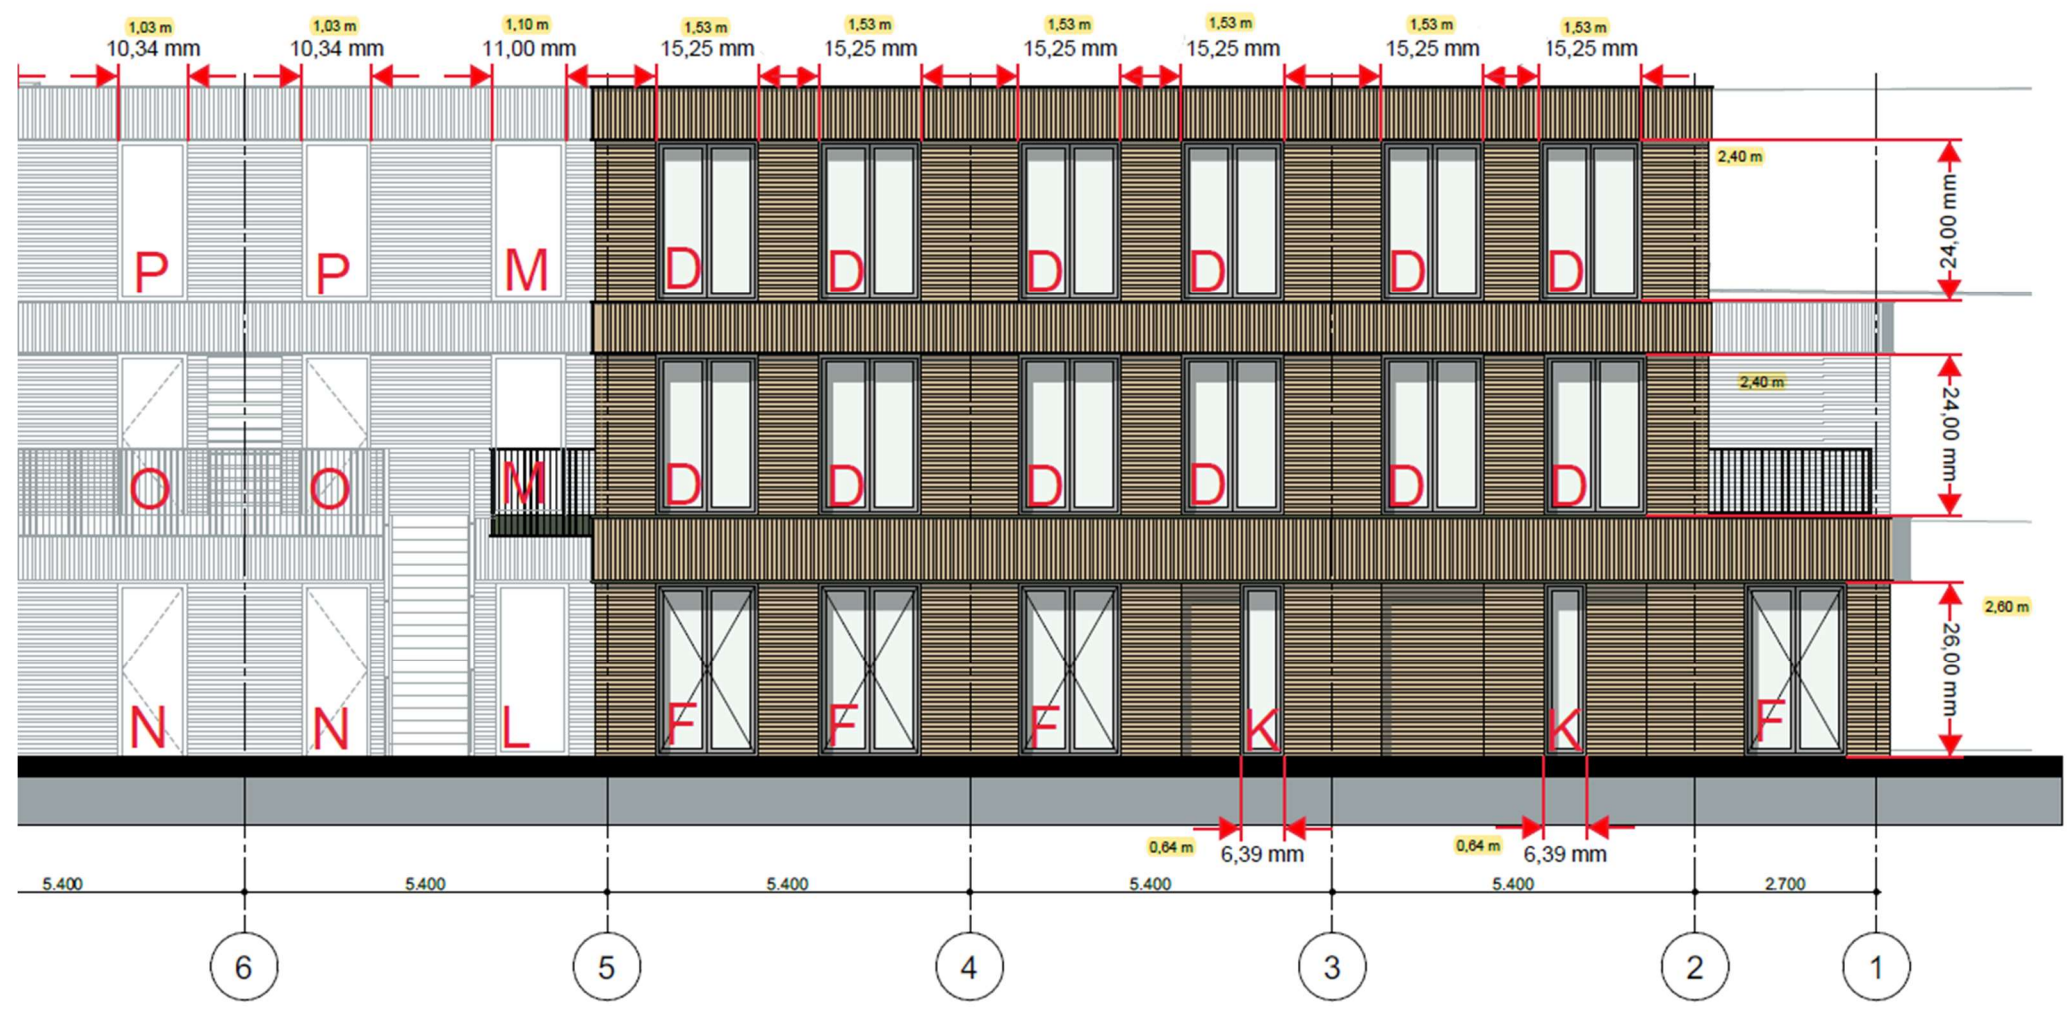 1,03 m 1,03 m 1,10 m 1,53 m 1,53 m 1,53 m 1,53 m 1,53 m 1,53 m
10,34 mm 10,34 mm 11,00 mm 15,25 mm 15,25 mm 15,25 mm 15,25 mm 15,25 mm 15,25 mm
2,40 m
24,00 mm
P P M D D D D D D
2,40 m
24,00 mm
O O M D D D D D D
2,60 m
26,00 mm
N N L F F F K K F
0,64 m 6,39 mm 0,64 m 6,39 mm
5.400 5.400 5.400 5.400 5.400 2.700
6 5 4 3 2 1